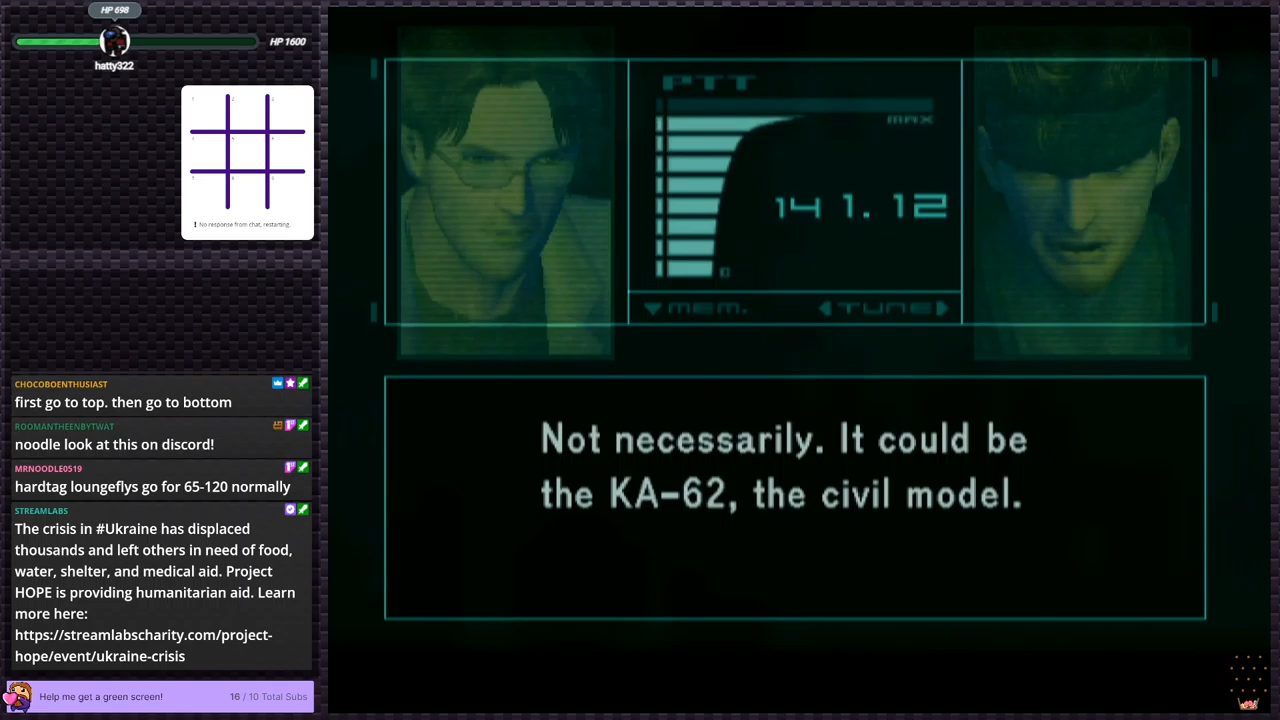 HP 698
HP 1600
hatty322
! No response from chat, restarting.
CHOCOBOENTHUSIAST
first go to top. then go to bottom
ROOMANTHEENBYTWAT
noodle look at this on discord!
MRNOODLE0519
hardtag loungeflys go for 65-120 normally
STREAMLABS
The crisis in #Ukraine has displaced
thousands and left others in need of food,
water, shelter, and medical aid. Project
HOPE is providing humanitarian aid. Learn
more here:
https://streamlabscharity.com/project-
hope/event/ukraine-crisis
Help me get a green screen!
16 / 10 Total Subs
PTT
MAX
141.12
0
MEM.
TUNE
Not necessarily. It could be
the KA-62, the civil model.